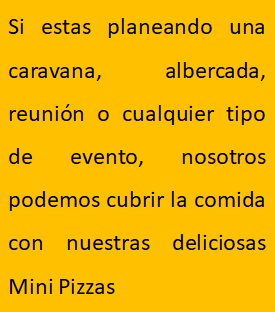 Si estas planeando una
caravana, albercada,
reunión o cualquier tipo
de evento, nosotros
podemos cubrir la comida
con nuestras deliciosas
Mini Pizzas